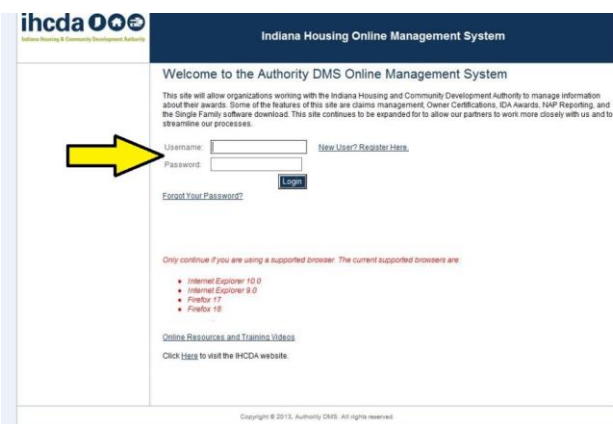 ihcda
Indiana Housing & Community Development Authority
Indiana Housing Online Management System
Welcome to the Authority DMS Online Management System
This site will allow organizations working with the Indiana Housing and Community Development Authority to manage information
about their awards. Some of the features of this site are claims management, Owner Certifications, IDA Awards, NAP Reporting, and
the Single Family software download. This site continues to be expanded for to allow our partners to work more closely with us and to
streamline our processes.
Username: New User? Register Here.
Password:
Login
Forgot Your Password?
Only continue if you are using a supported browser. The current supported browsers are
Internet Explorer 10.0
Internet Explorer 9.0
Firefox 17
Firefox 18
Online Resources and Training Videos
Click Here to visit the IHCDA website.
Copyright © 2013, Authority DMS. All rights reserved.